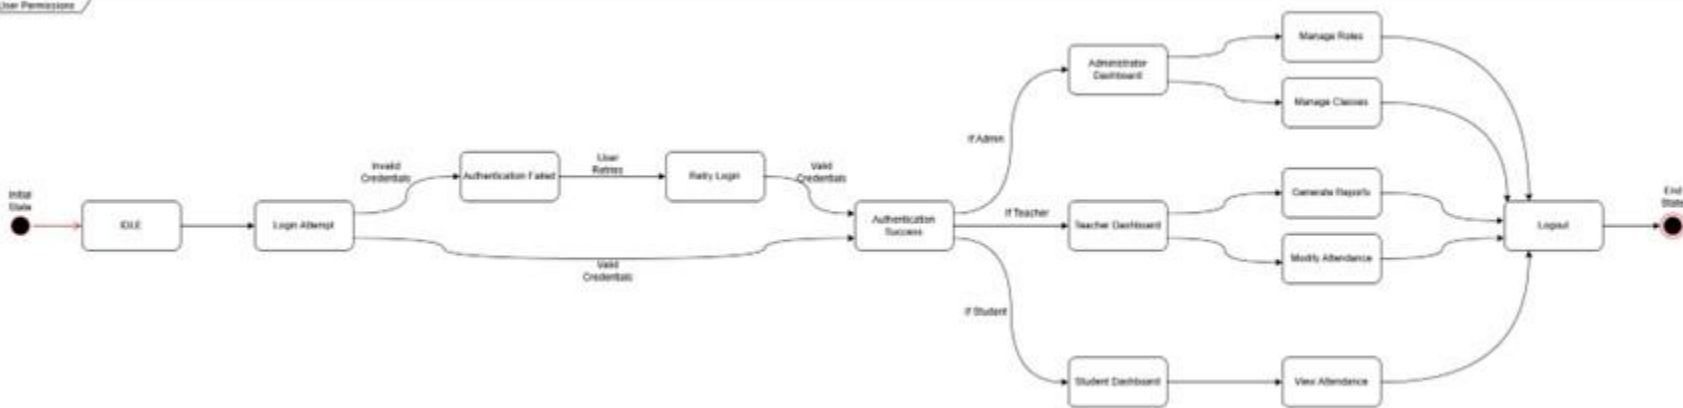 User Permissions
Initial
State
IDLE
Login Attempt
Invalid
Credentials
Authentication Failed
User
Retries
Retry Login
Valid
Credentials
Valid
Credentials
Authentication
Success
If Admin
If Teacher
If Student
Administrator
Dashboard
Teacher Dashboard
Student Dashboard
Manage Roles
Manage Classes
Generate Reports
Modify Attendance
View Attendance
Logout
End
State